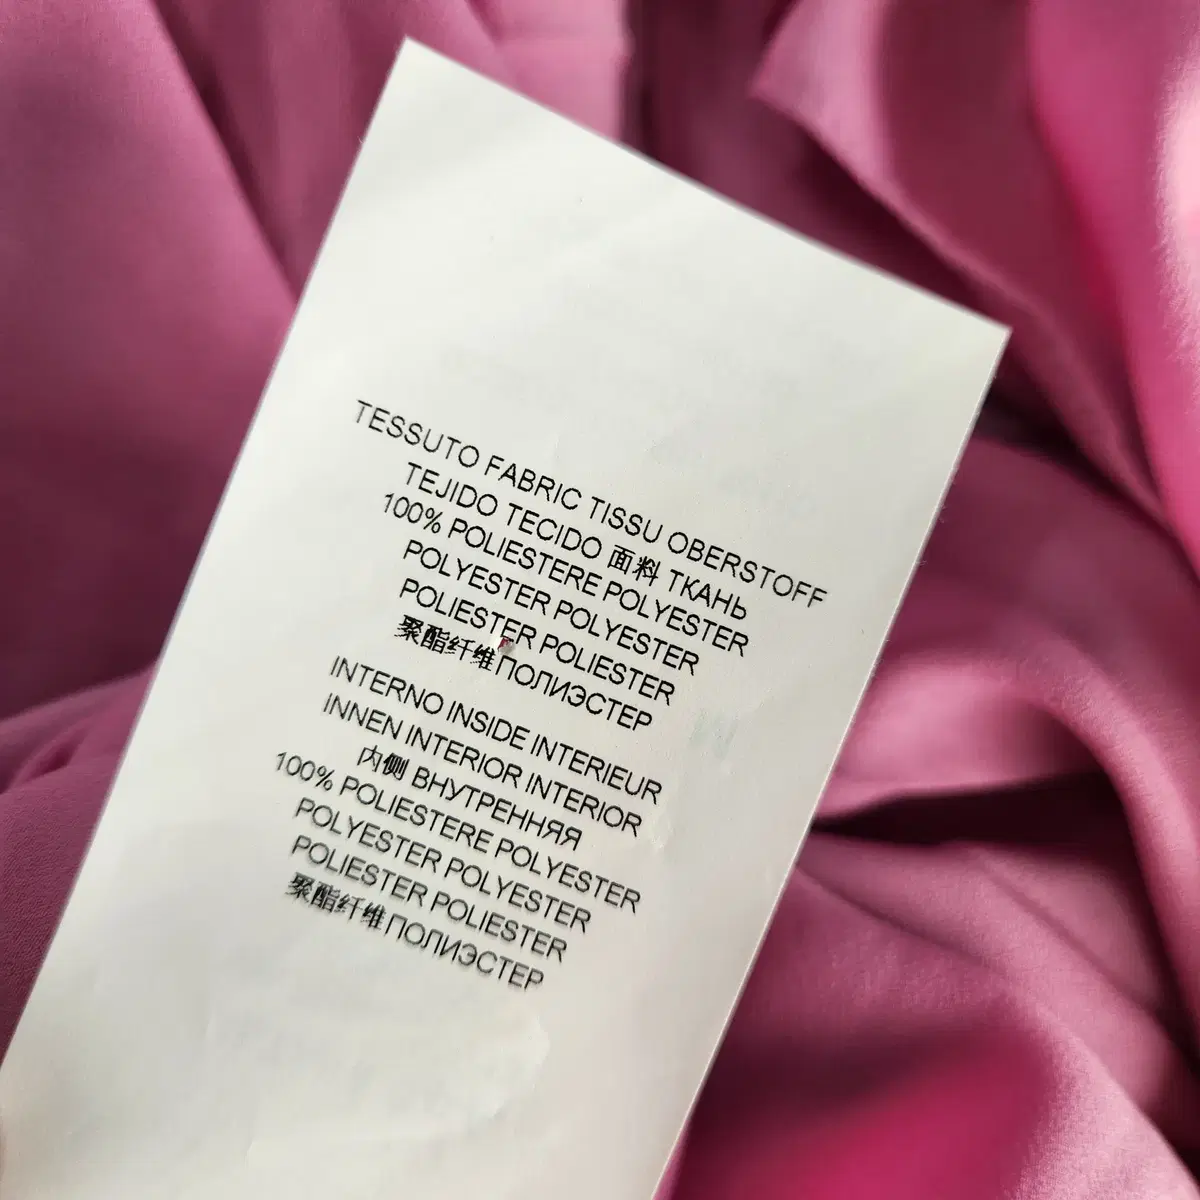 TESSUTO FABRIC TISSU OBERSTOFF
TEJIDO TECIDO 面料 ТКАНЬ
100% POLIESTERE POLYESTER
POLYESTER POLYESTER
POLIESTER POLIESTER
聚酯纤维 ПОЛИЭСТЕР
INTERNO INSIDE INTERIEUR
INNEN INTERIOR INTERIOR
内侧 ВНУТРЕННЯЯ
100% POLIESTERE POLYESTER
POLYESTER POLYESTER
POLIESTER POLIESTER
聚酯纤维 ПОЛИЭСТЕР